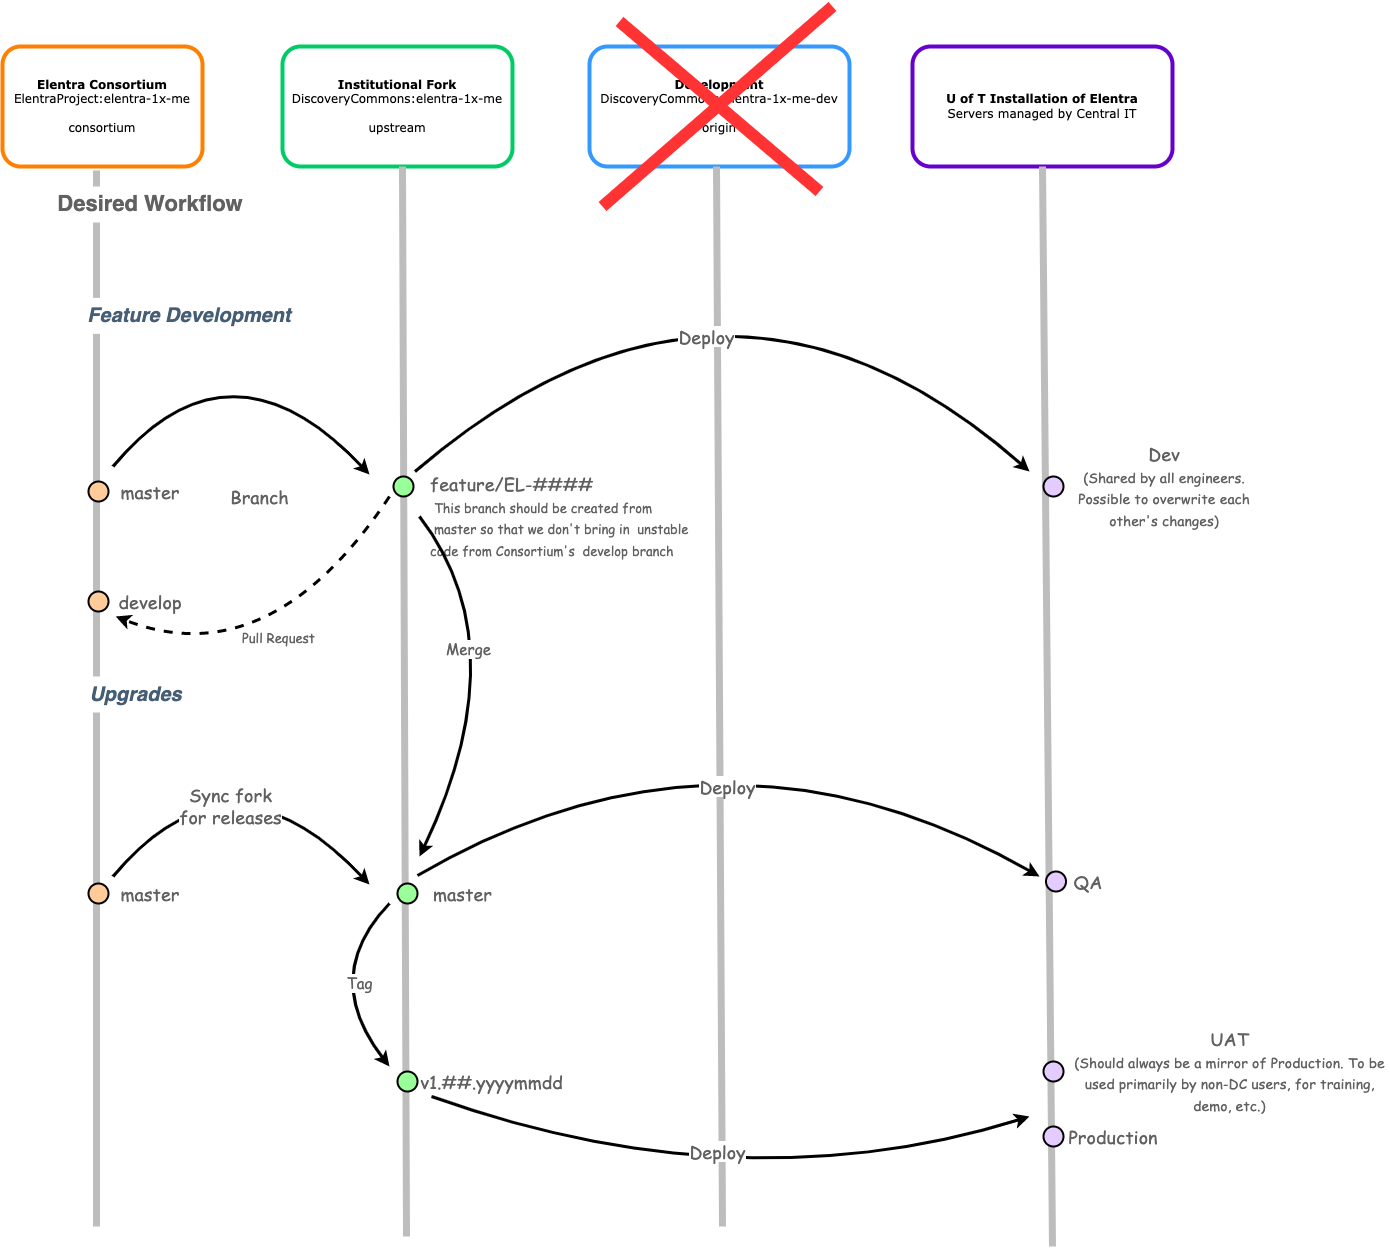 Elentra Consortium
ElentraProject:elentra-1x-me
consortium
Institutional Fork
DiscoveryCommons:elentra-1x-me
upstream
Development
DiscoveryCommons:elentra-1x-me-dev
origin
U of T Installation of Elentra
Servers managed by Central IT
Desired Workflow
Feature Development
Deploy
master
Branch
feature/EL-####
This branch should be created from
master so that we don't bring in unstable
code from Consortium's develop branch
Dev
(Shared by all engineers.
Possible to overwrite each
other's changes)
develop
Pull Request
Merge
Upgrades
Sync fork
for releases
Deploy
master
master
QA
Tag
v1.##.yyyymmdd
UAT
(Should always be a mirror of Production. To be
used primarily by non-DC users, for training,
demo, etc.)
Deploy
Production